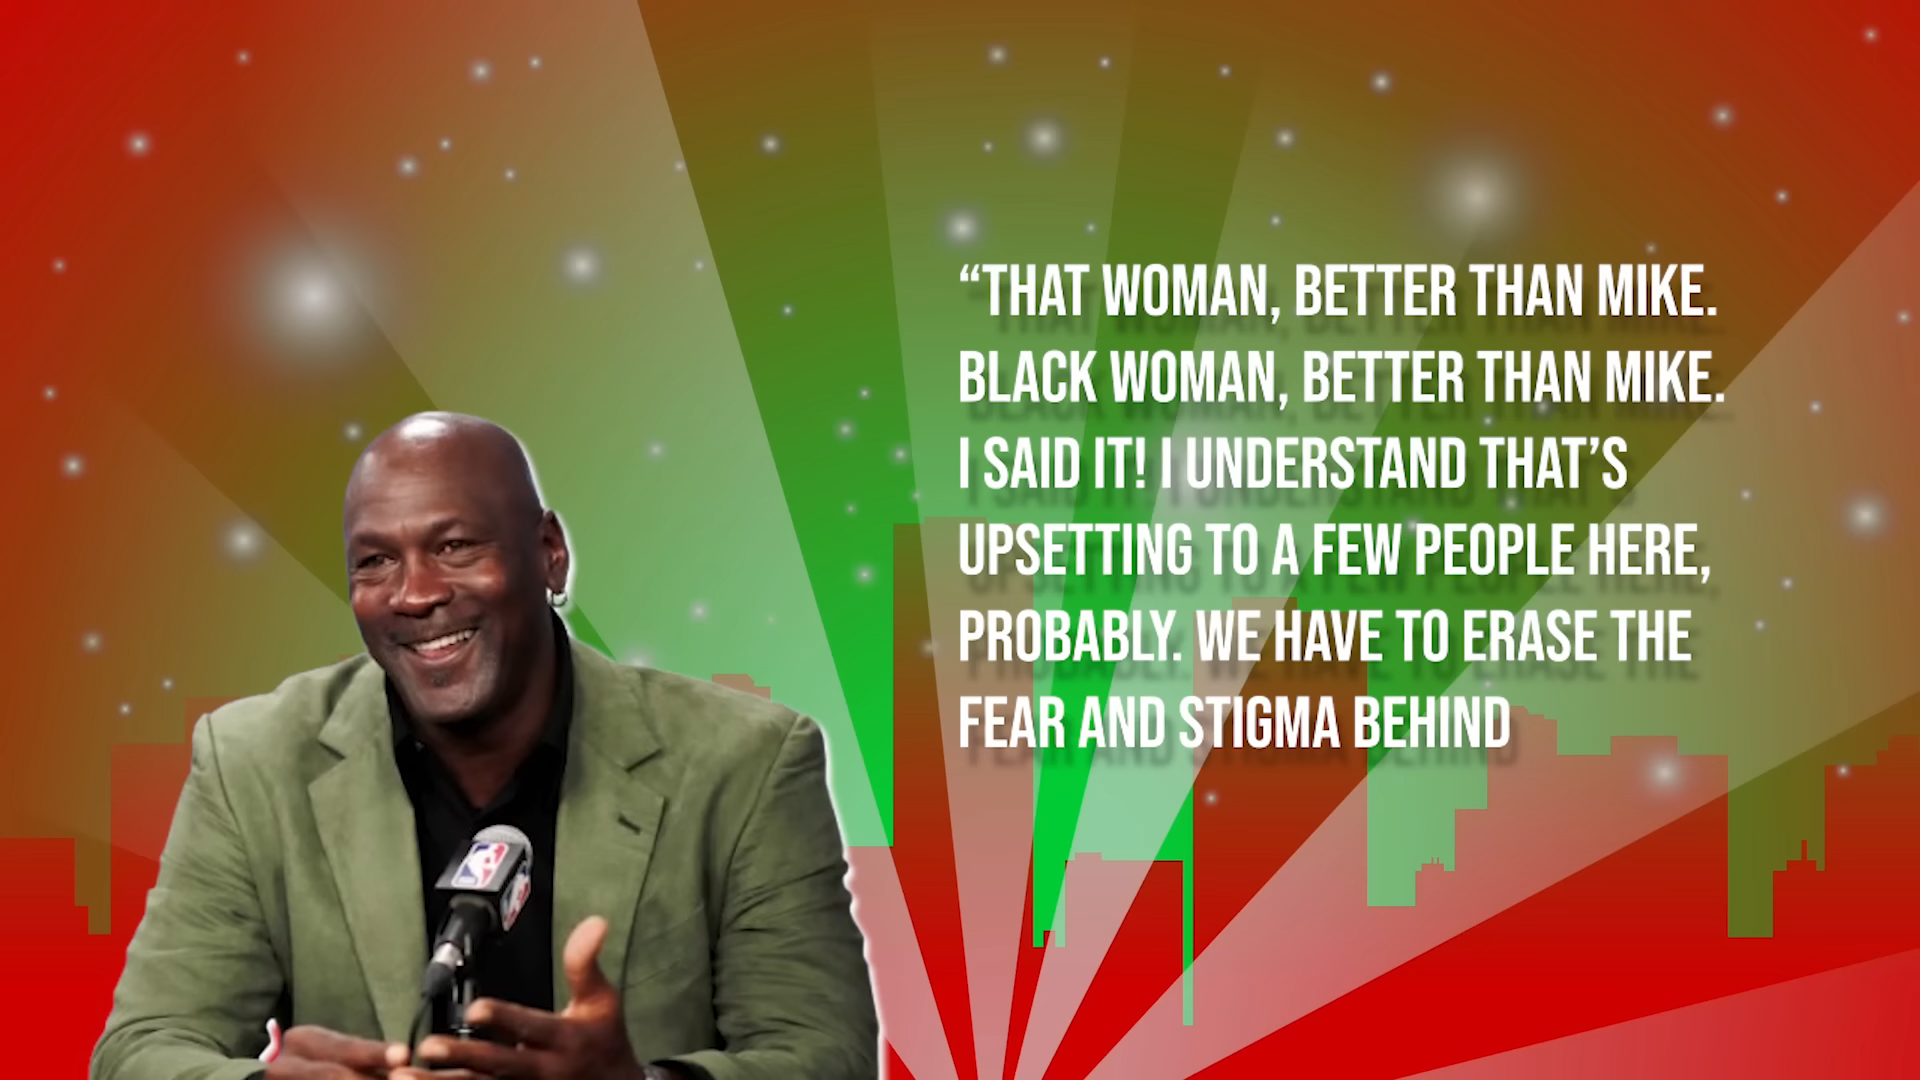 “THAT WOMAN, BETTER THAN MIKE.
BLACK WOMAN, BETTER THAN MIKE.
I SAID IT! I UNDERSTAND THAT’S
UPSETTING TO A FEW PEOPLE HERE,
PROBABLY. WE HAVE TO ERASE THE
FEAR AND STIGMA BEHIND